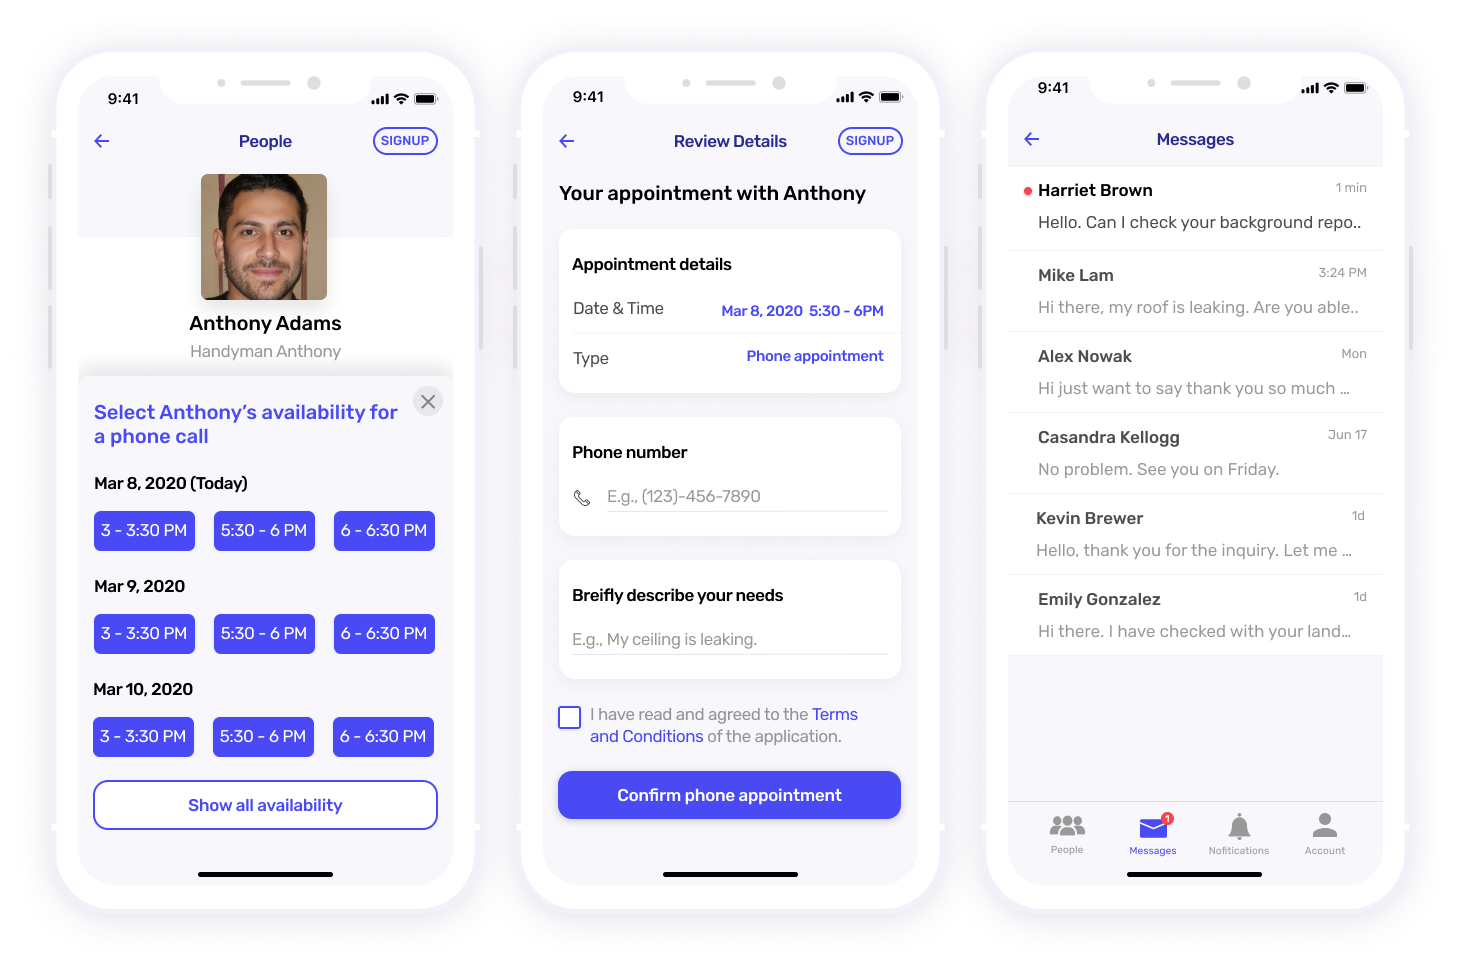 9:41
People
SIGNUP
Anthony Adams
Handyman Anthony
Select Anthony's availability for
a phone call
Mar 8, 2020 (Today)
3 - 3:30 PM 5:30 - 6 PM 6 - 6:30 PM
Mar 9, 2020
3 - 3:30 PM 5:30 - 6 PM 6 - 6:30 PM
Mar 10, 2020
3 - 3:30 PM 5:30 - 6 PM 6 - 6:30 PM
Show all availability
9:41
Review Details
SIGNUP
Your appointment with Anthony
Appointment details
Date & Time Mar 8, 2020 5:30 - 6PM
Type Phone appointment
Phone number
E.g., (123)-456-7890
Breifly describe your needs
E.g., My ceiling is leaking.
I have read and agreed to the Terms
and Conditions of the application.
Confirm phone appointment
9:41
Messages
Harriet Brown 1 min
Hello. Can I check your background repo..
Mike Lam 3:24 PM
Hi there, my roof is leaking. Are you able..
Alex Nowak Mon
Hi just want to say thank you so much ...
Casandra Kellogg Jun 17
No problem. See you on Friday.
Kevin Brewer 1d
Hello, thank you for the inquiry. Let me ...
Emily Gonzalez 1d
Hi there. I have checked with your land...
1
People Messages Nofitications Account